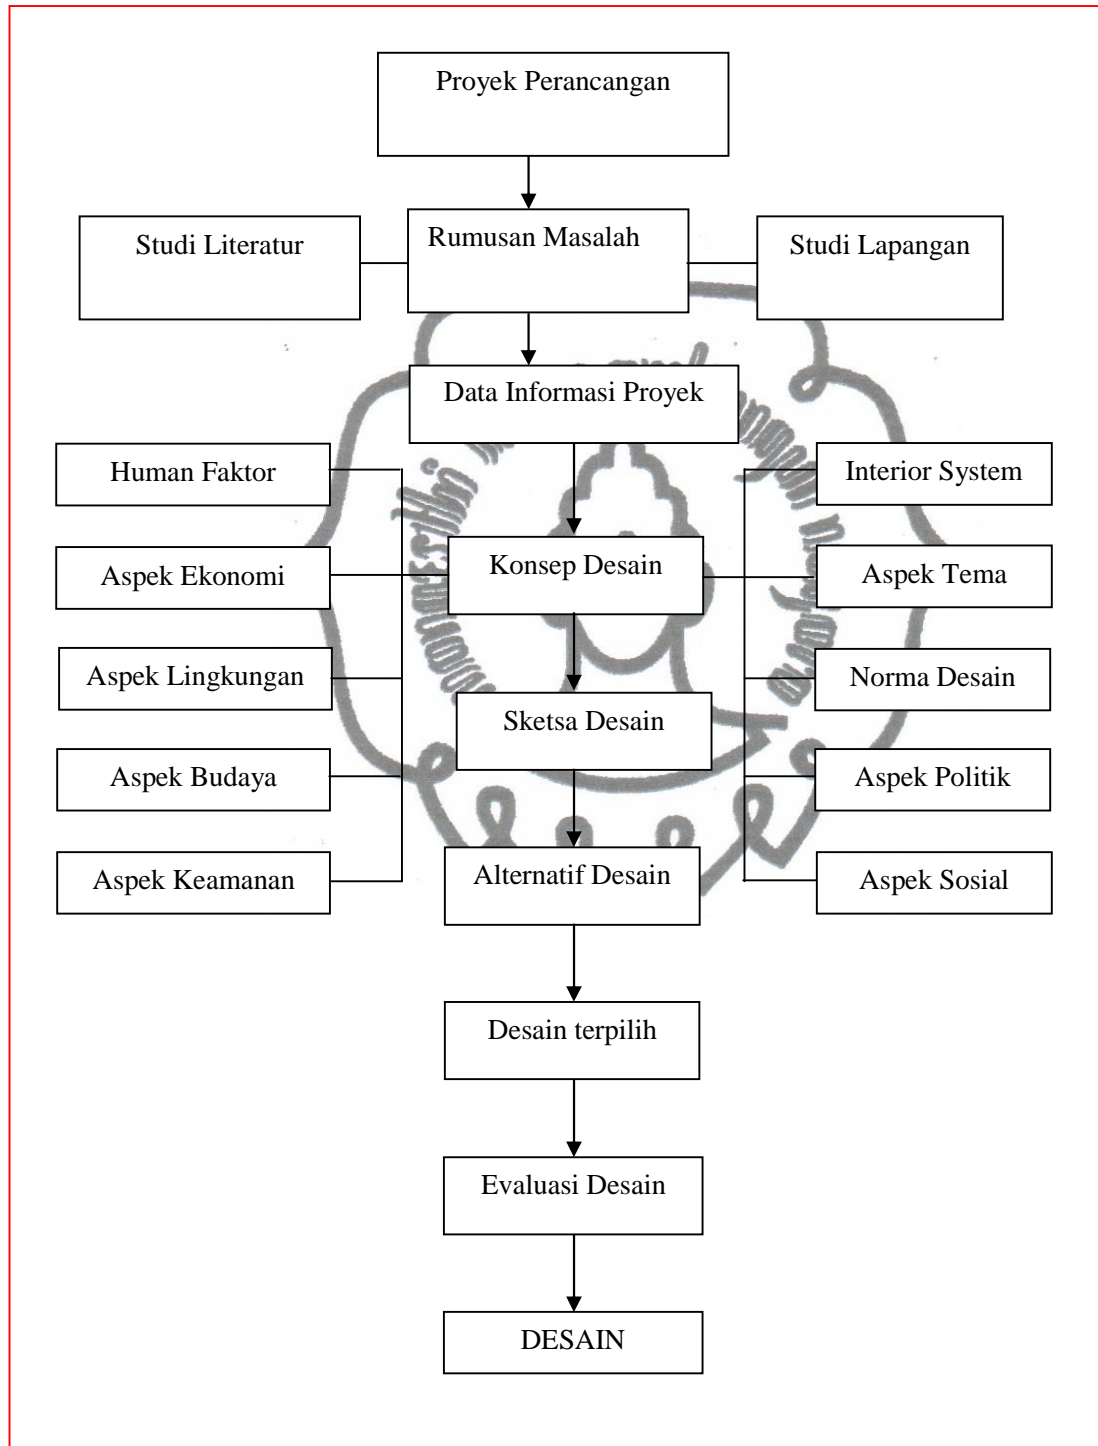 Proyek Perancangan
Studi Literatur
Rumusan Masalah
Studi Lapangan
Data Informasi Proyek
Human Faktor
Interior System
Aspek Ekonomi
Konsep Desain
Aspek Tema
Aspek Lingkungan
Norma Desain
Sketsa Desain
Aspek Budaya
Aspek Politik
Aspek Keamanan
Alternatif Desain
Aspek Sosial
Desain terpilih
Evaluasi Desain
DESAIN